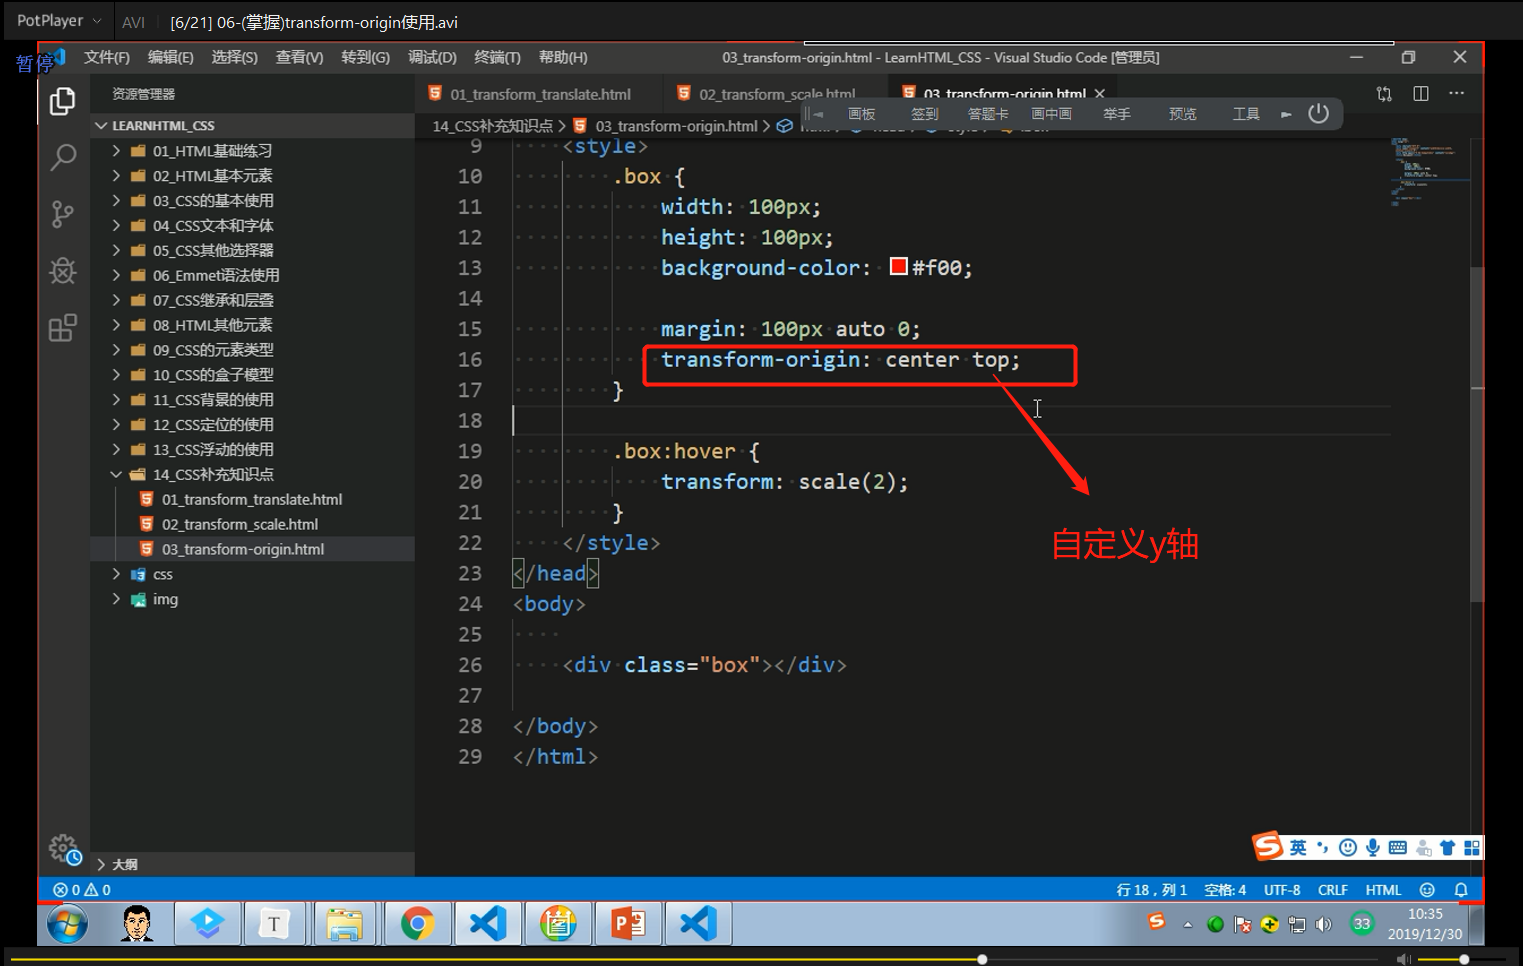 PotPlayer AVI [6/21] 06-(掌握)transform-origin使用.avi
暂停
文件(F) 编辑(E) 选择(S) 查看(V) 转到(G) 调试(D) 终端(T) 帮助(H) 03_transform-origin.html - LearnHTML_CSS - Visual Studio Code [管理员]
资源管理器
01_transform_translate.html 02_transform_scale.html 03_transform-origin.html
画板 签到 答题卡 画中画 举手 预览 工具
14_CSS补充知识点 > 03_transform-origin.html >
LEARNHTML_CSS
01_HTML基础练习
02_HTML基本元素
03_CSS的基本使用
04_CSS文本和字体
05_CSS其他选择器
06_Emmet语法使用
07_CSS继承和层叠
08_HTML其他元素
09_CSS的元素类型
10_CSS的盒子模型
11_CSS背景的使用
12_CSS定位的使用
13_CSS浮动的使用
14_CSS补充知识点
01_transform_translate.html
02_transform_scale.html
03_transform-origin.html
css
img
大纲
9 <style>
10 .box {
11 width: 100px;
12 height: 100px;
13 background-color: #f00;
14
15 margin: 100px auto 0;
16 transform-origin: center top;
17 }
18
19 .box:hover {
20 transform: scale(2);
21 }
22 </style>
23 </head>
24 <body>
25
26 <div class="box"></div>
27
28 </body>
29 </html>
自定义y轴
英
0 0 行 18，列 1 空格: 4 UTF-8 CRLF HTML
T
33
10:35
2019/12/30